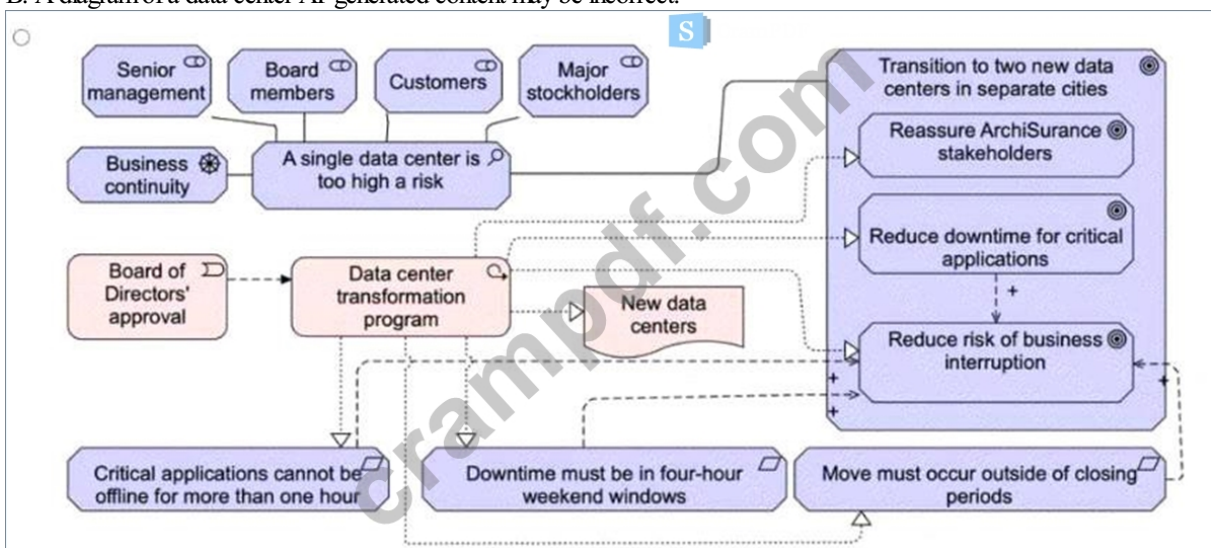 B. A diagram of a data center AI-generated content may be incorrect.
S
Senior
management
Board
members
Customers
Major
stockholders
Business
continuity
A single data center is
too high a risk
Transition to two new data
centers in separate cities
Reassure ArchiSurance
stakeholders
Reduce downtime for critical
applications
+
Reduce risk of business
interruption
Board of
Directors'
approval
Data center
transformation
program
New data
centers
+
+
+
Critical applications cannot be
offline for more than one hour
Downtime must be in four-hour
weekend windows
Move must occur outside of closing
periods
crampdf.com